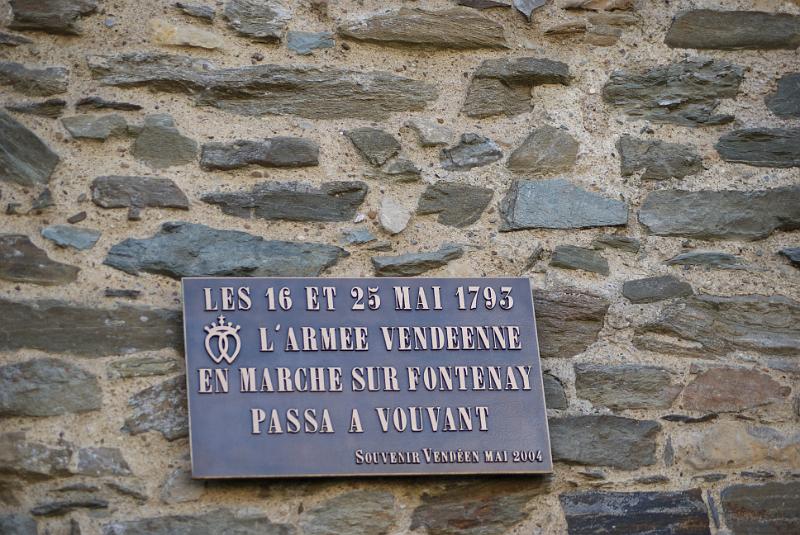 LES 16 ET 25 MAI 1793
L'ARMEE VENDEENNE
EN MARCHE SUR FONTENAY
PASSA A VOUVANT
SOUVENIR VENDÉEN MAI 2004